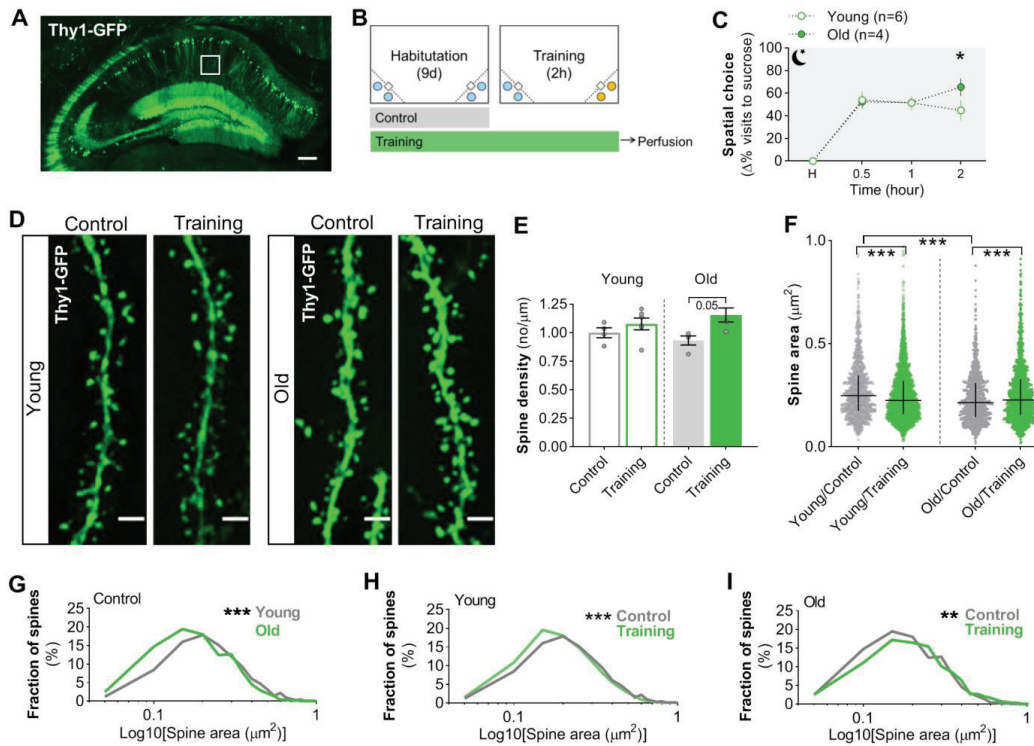 A
Thy1-GFP
B
Habitutation
(9d)
Training
(2h)
Control
Training
Perfusion
C
Young (n=6)
Old (n=4)
Spatial choice
(Δ% visits to sucrose)
100
80
60
40
20
0
*
H
0.5
1
2
Time (hour)
D
Control
Training
Control
Training
Young
Thy1-GFP
Old
Thy1-GFP
E
Young
Old
Spine density (no/μm)
1.25
1.00
0.75
0.50
0.25
0.00
0.05
Control
Training
Control
Training
F
Spine area (μm²)
1.0
0.5
0.0
***
***
***
Young/Control
Young/Training
Old/Control
Old/Training
G
Control
*** Young
Old
Fraction of spines
(%)
25
20
15
10
5
0
0.1
1
Log10[Spine area (μm²)]
H
Young
*** Control
Training
Fraction of spines
(%)
25
20
15
10
5
0
0.1
1
Log10[Spine area (μm²)]
I
Old
** Control
Training
Fraction of spines
(%)
25
20
15
10
5
0
0.1
1
Log10[Spine area (μm²)]